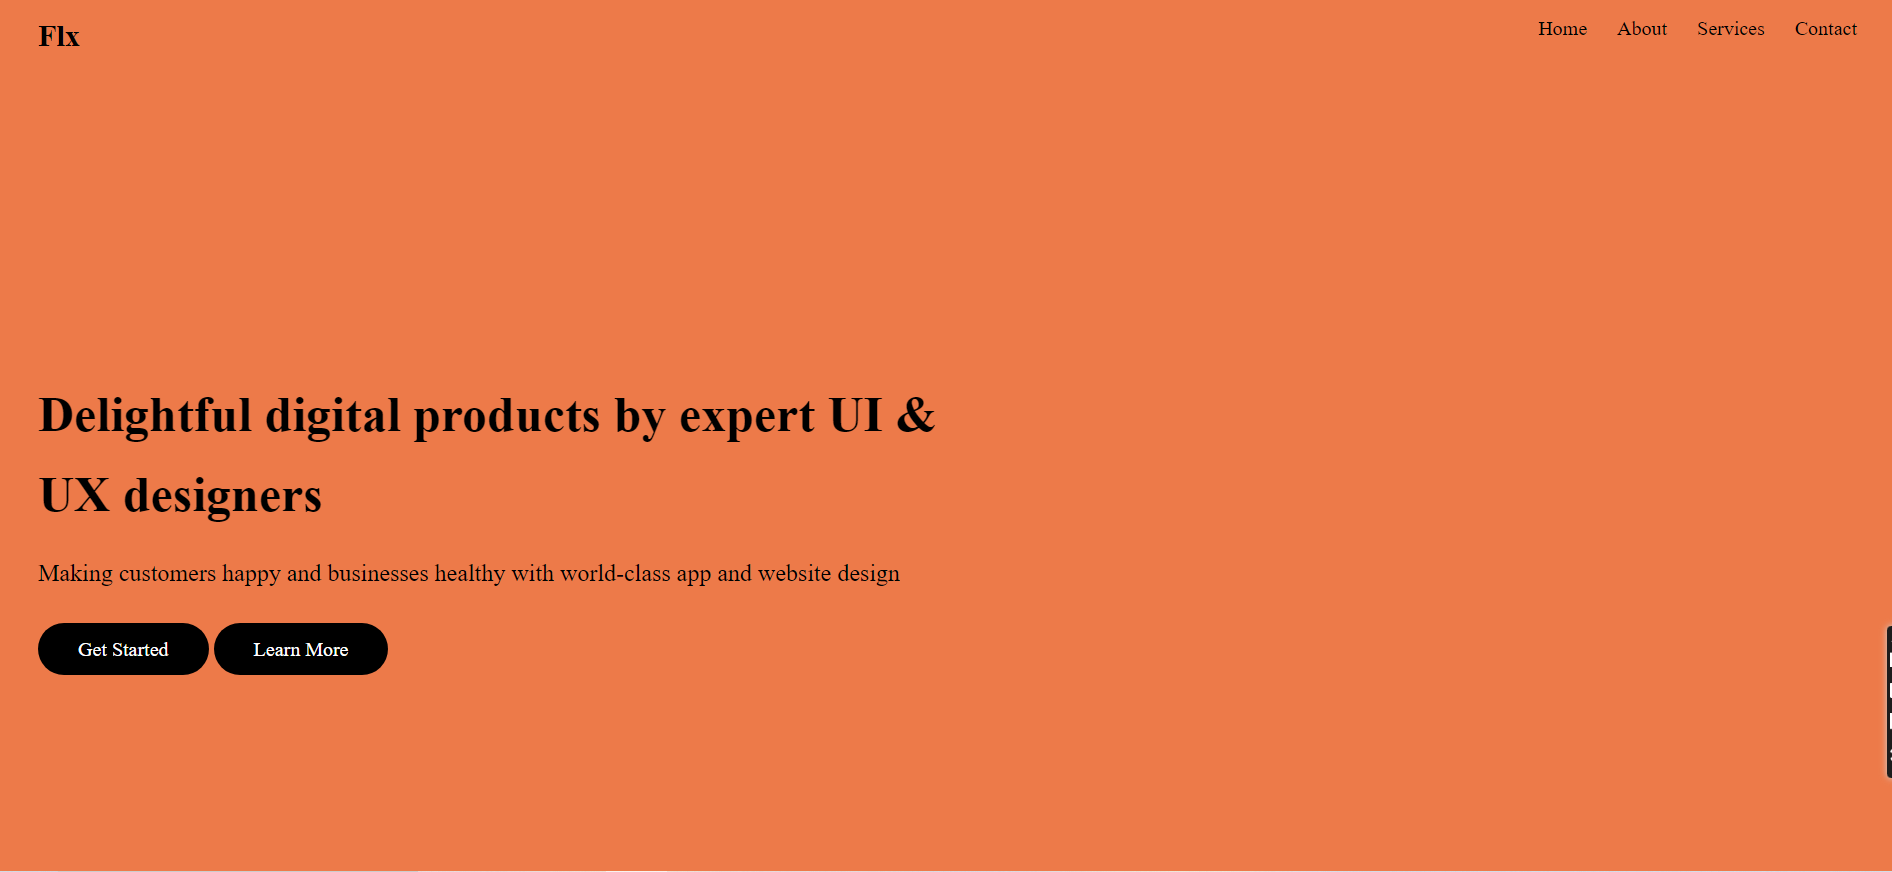 Flx
Home About Services Contact
Delightful digital products by expert UI &
UX designers
Making customers happy and businesses healthy with world-class app and website design
Get Started Learn More